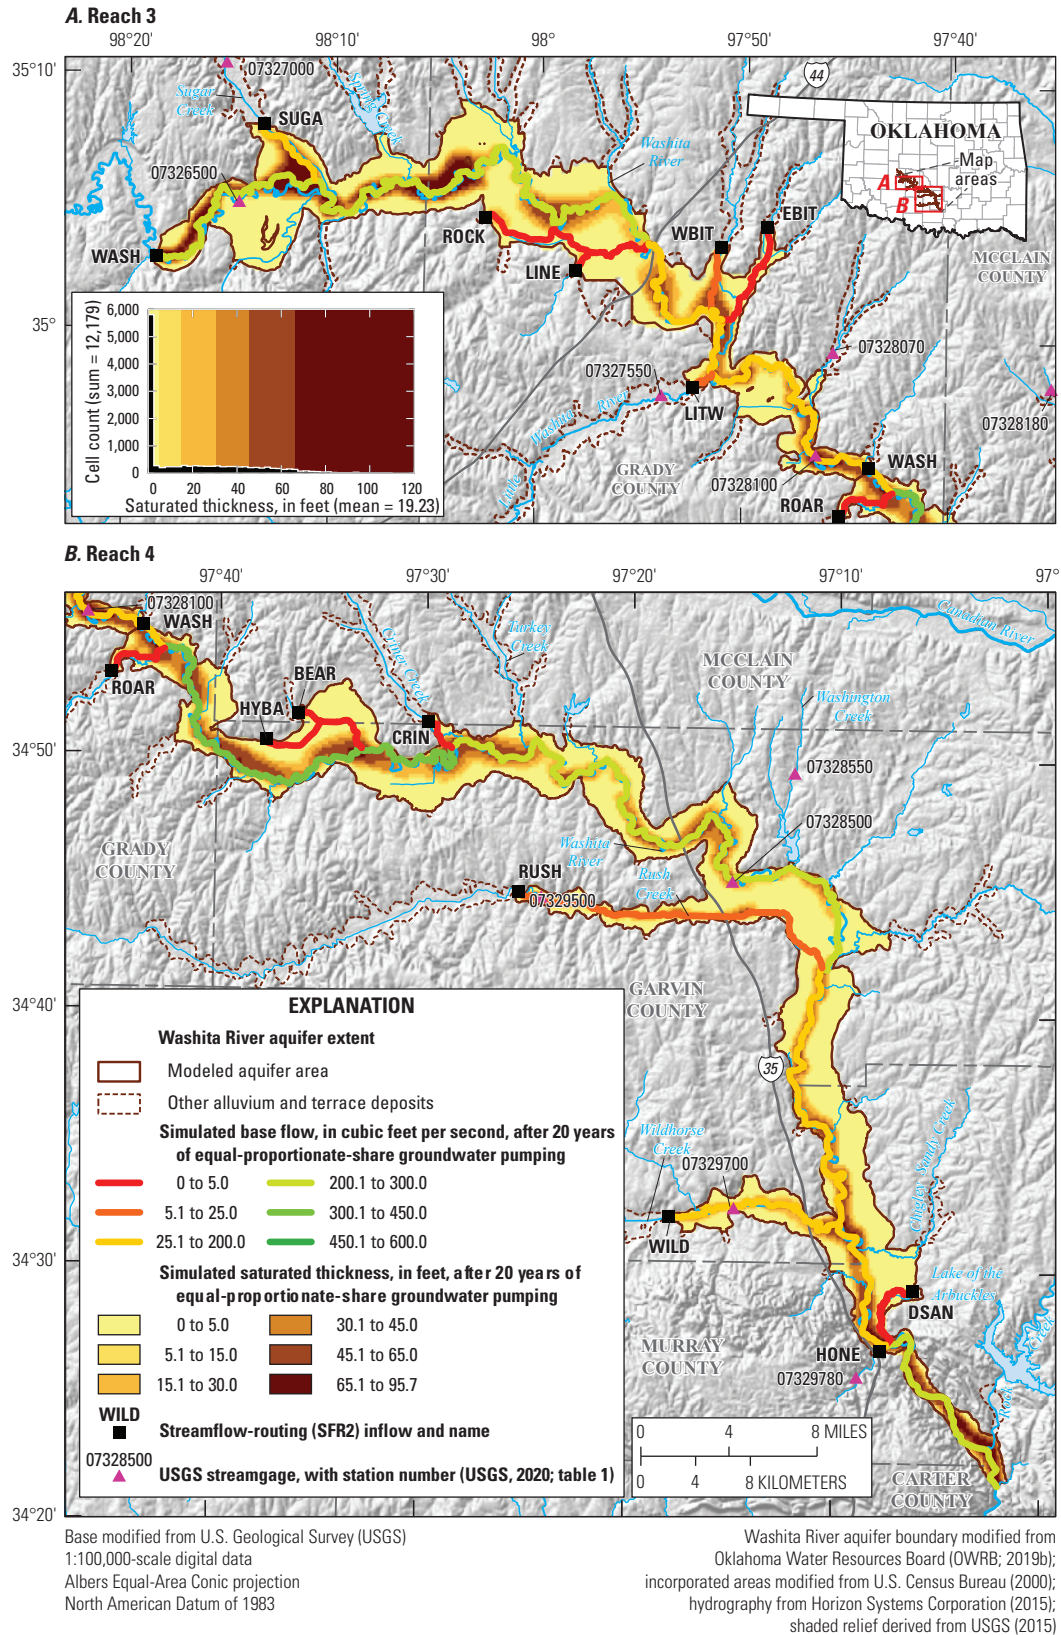 A. Reach 3
98°20'
98°10'
98°
97°50'
97°40'
35°10'
07327000
44
Sugar
Creek
Spring Creek
SUGA
Washita
River
OKLAHOMA
Map
areas
A
B
07326500
EBIT
ROCK
WBIT
WASH
LINE
MCCLAIN
COUNTY
35°
Cell count (sum = 12,179)
6,000
5,000
4,000
3,000
2,000
1,000
0
0
20
40
60
80
100
120
Saturated thickness, in feet (mean = 19.23)
07328070
07327550
LITW
Little Washita River
07328180
GRADY
COUNTY
07328100
WASH
ROAR
B. Reach 4
97°40'
97°30'
97°20'
97°10'
97°
07328100
WASH
Canadian River
Criner Creek
Turkey
Creek
MCCLAIN
COUNTY
ROAR
BEAR
Washington
Creek
HYBA
CRIN
34°50'
07328550
07328500
GRADY
COUNTY
Washita
River
Rush
Creek
RUSH
07329500
34°40'
GARVIN
COUNTY
35
EXPLANATION
Washita River aquifer extent
Modeled aquifer area
Other alluvium and terrace deposits
Simulated base flow, in cubic feet per second, after 20 years
of equal-proportionate-share groundwater pumping
0 to 5.0
200.1 to 300.0
5.1 to 25.0
300.1 to 450.0
25.1 to 200.0
450.1 to 600.0
Simulated saturated thickness, in feet, after 20 years of
equal-proportionate-share groundwater pumping
0 to 5.0
30.1 to 45.0
5.1 to 15.0
45.1 to 65.0
15.1 to 30.0
65.1 to 95.7
WILD
Streamflow-routing (SFR2) inflow and name
07328500
USGS streamgage, with station number (USGS, 2020; table 1)
Wildhorse
Creek
07329700
Chigley Sandy Creek
WILD
34°30'
Lake of the
Arbuckles
DSAN
MURRAY
COUNTY
HONE
07329780
Rock Creek
0
4
8 MILES
0
4
8 KILOMETERS
CARTER
COUNTY
34°20'
Base modified from U.S. Geological Survey (USGS)
1:100,000-scale digital data
Albers Equal-Area Conic projection
North American Datum of 1983
Washita River aquifer boundary modified from
Oklahoma Water Resources Board (OWRB; 2019b);
incorporated areas modified from U.S. Census Bureau (2000);
hydrography from Horizon Systems Corporation (2015);
shaded relief derived from USGS (2015)